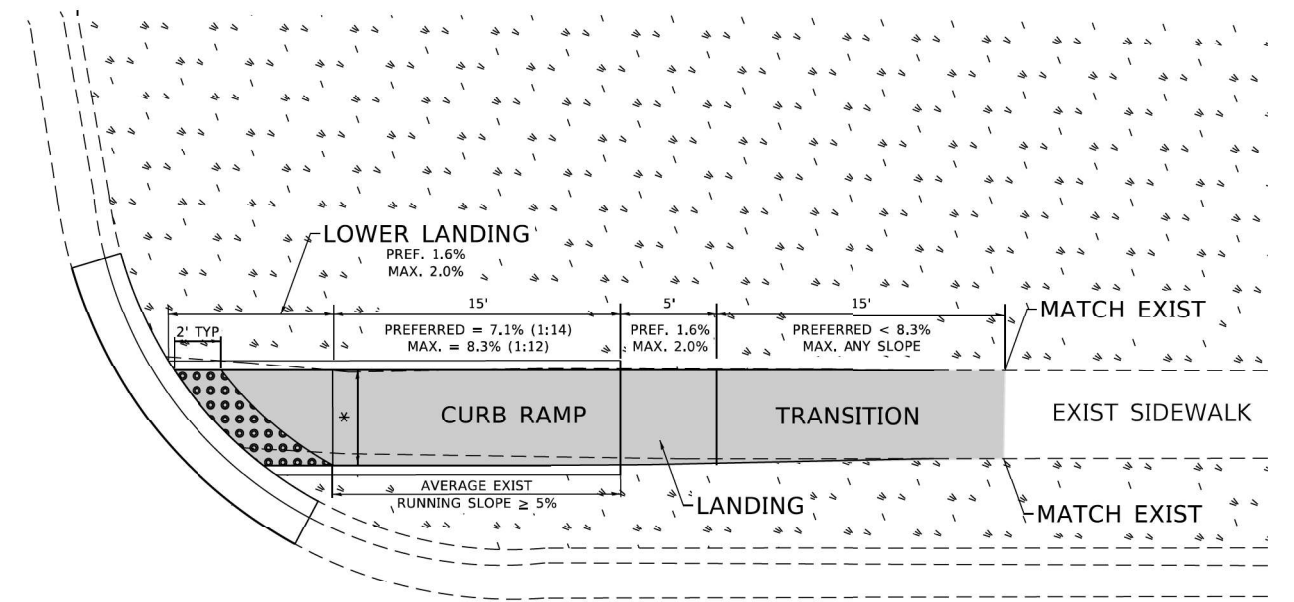 LOWER LANDING
PREF. 1.6%
MAX. 2.0%
15'
5'
15'
MATCH EXIST
2' TYP
PREFERRED = 7.1% (1:14)
MAX. = 8.3% (1:12)
PREF. 1.6%
MAX. 2.0%
PREFERRED < 8.3%
MAX. ANY SLOPE
*
CURB RAMP
TRANSITION
EXIST SIDEWALK
AVERAGE EXIST
RUNNING SLOPE ≥ 5%
LANDING
MATCH EXIST